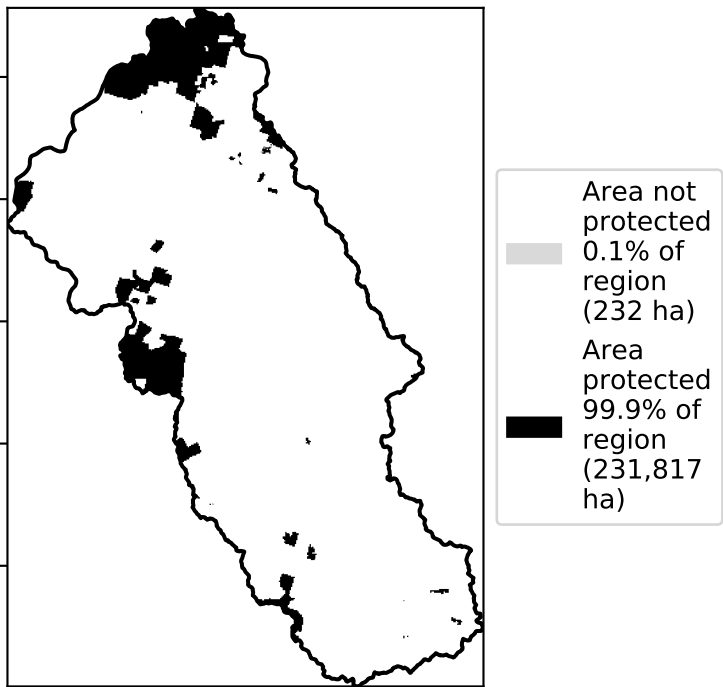 Area not
protected
0.1% of
region
(232 ha)
Area
protected
99.9% of
region
(231,817
ha)